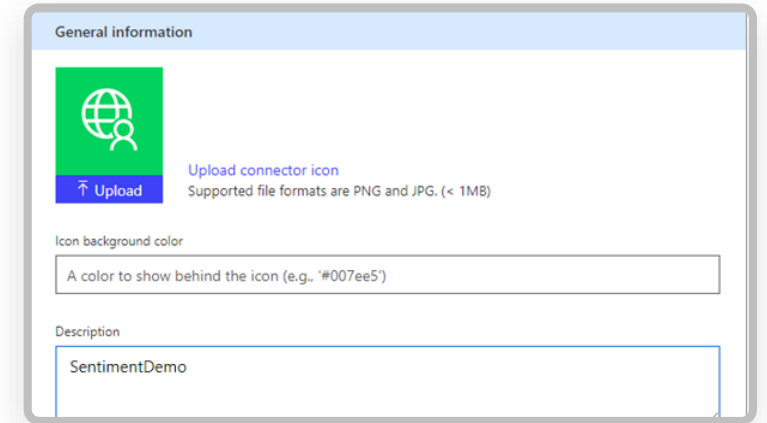 General information
Upload
Upload connector icon
Supported file formats are PNG and JPG. (< 1MB)
Icon background color
A color to show behind the icon (e.g., '#007ee5')
Description
SentimentDemo